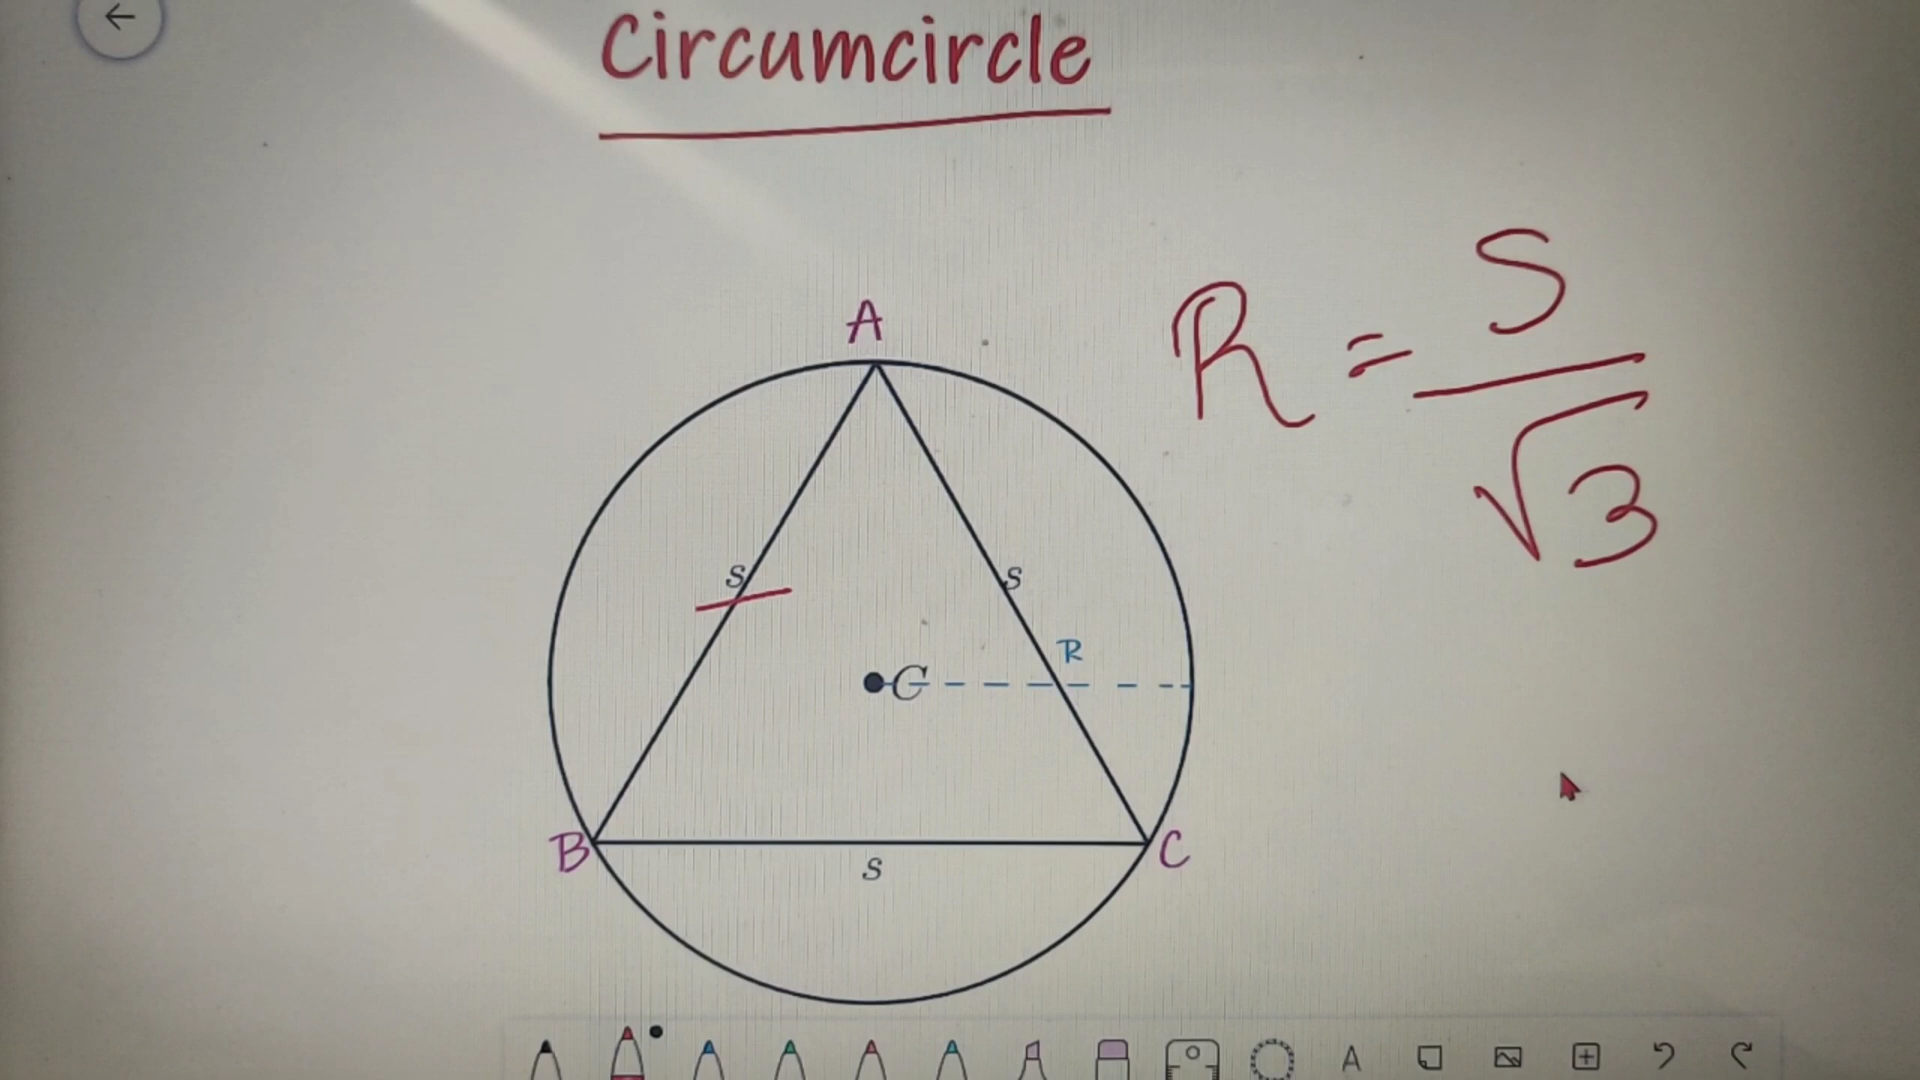 Circumcircle
A
R = S / √3
S
S
R
C
B
C
S
A